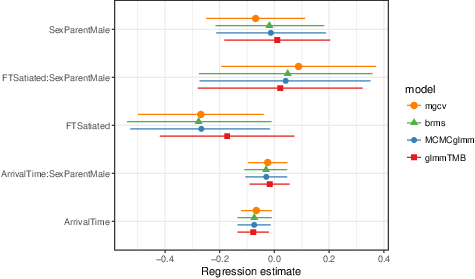 SexParentMale
FTSatiated:SexParentMale
FTSatiated
ArrivalTime:SexParentMale
ArrivalTime
−0.4
−0.2
0.0
0.2
0.4
Regression estimate
model
mgcv
brms
MCMCglmm
glmmTMB